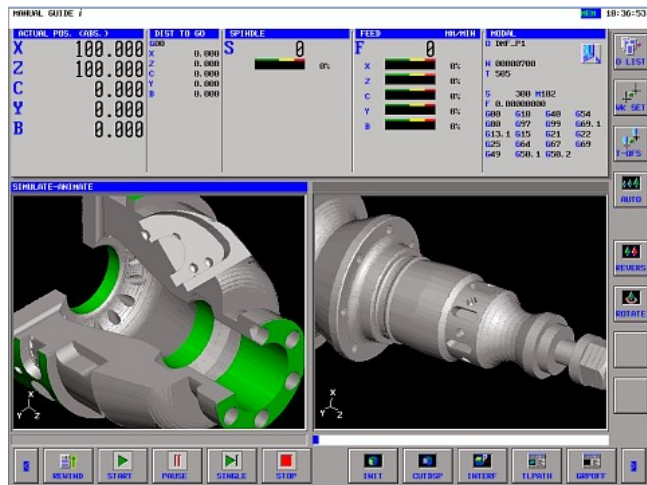 MANUAL GUIDE i
MEM 18:36:53
ACTUAL POS. (ABS.)
X 100.000
Z 100.000
C 0.000
Y 0.000
B 0.000
DIST TO GO
G00
X 0.000
Z 0.000
C 0.000
Y 0.000
B 0.000
SPINDLE
S 0
0%
FEED MM/MIN
F 0
X 0%
Z 0%
C 0%
Y 0%
B 0%
MODAL
O DMF_P1
N 00000700
T 505
S 300 M102
F 0.00000000
G00 G18 G40 G54
G80 G97 G99 G69.1
G13.1 G15 G21 G22
G25 G64 G67 G69
G49 G50.1 G50.2
O LIST
WK SET
T-OFS
AUTO
REVERS
ROTATE
SIMULATE-ANIMATE
X
Y Z
X
Y Z
REWIND
START
PAUSE
SINGLE
STOP
INIT
CUTDSP
INTERF
TLPATH
GRPOFF